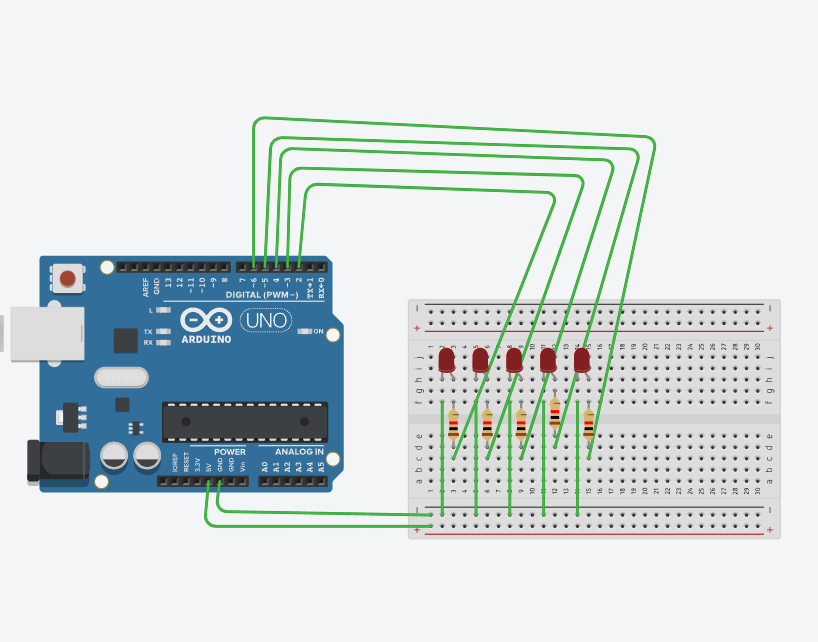 AREF
GND
13
12
~11
~10
~9
8
7
~6
~5
4
~3
2
TX→1
RX←0
DIGITAL (PWM~)
L
TX
RX
ARDUINO
UNO
ON
POWER
ANALOG IN
IOREF
RESET
3.3V
5V
GND
GND
Vin
A0
A1
A2
A3
A4
A5
− −
+ +
j j
i i
h h
g g
f f
e e
d d
c c
b b
a a
1 2 3 4 5 6 7 8 9 10 11 12 13 14 15 16 17 18 19 20 21 22 23 24 25 26 27 28 29 30
− −
+ +